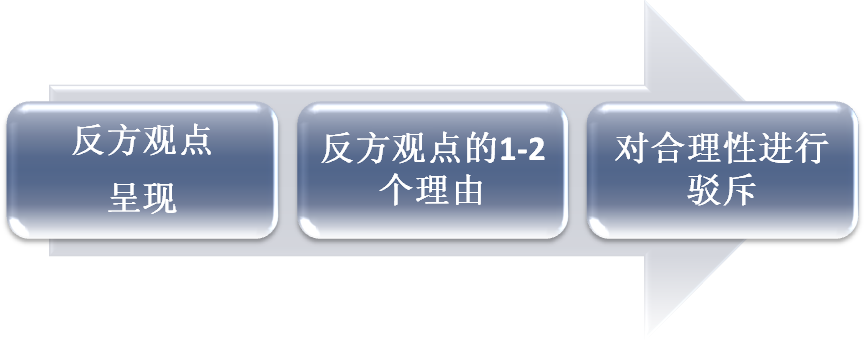 反方观点
呈现
反方观点的1-2
个理由
对合理性进行
驳斥